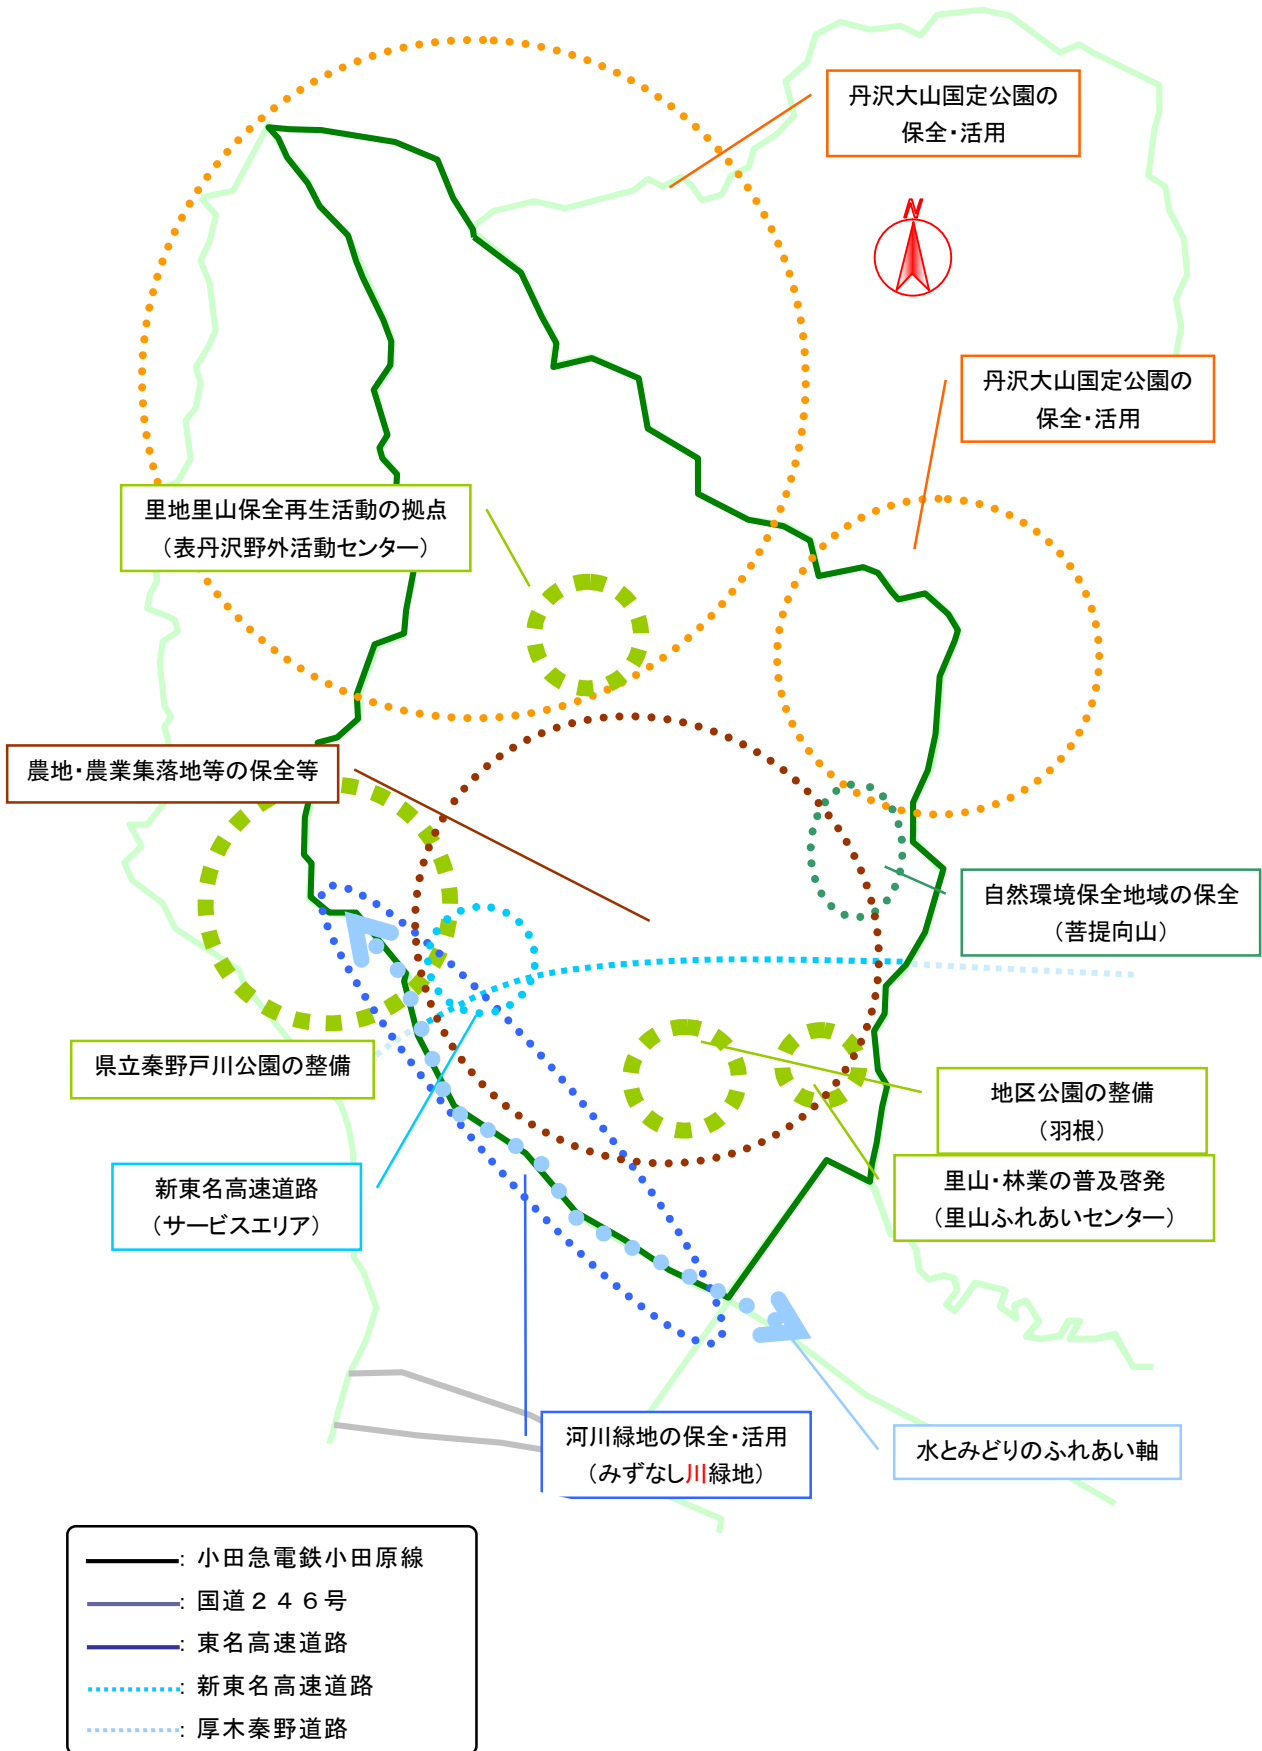 丹沢大山国定公園の
保全・活用
N
丹沢大山国定公園の
保全・活用
里地里山保全再生活動の拠点
（表丹沢野外活動センター）
農地・農業集落地等の保全等
自然環境保全地域の保全
（菩提向山）
県立秦野戸川公園の整備
地区公園の整備
（羽根）
新東名高速道路
（サービスエリア）
里山・林業の普及啓発
（里山ふれあいセンター）
河川緑地の保全・活用
（みずなし川緑地）
水とみどりのふれあい軸
：小田急電鉄小田原線
：国道２４６号
：東名高速道路
：新東名高速道路
：厚木秦野道路